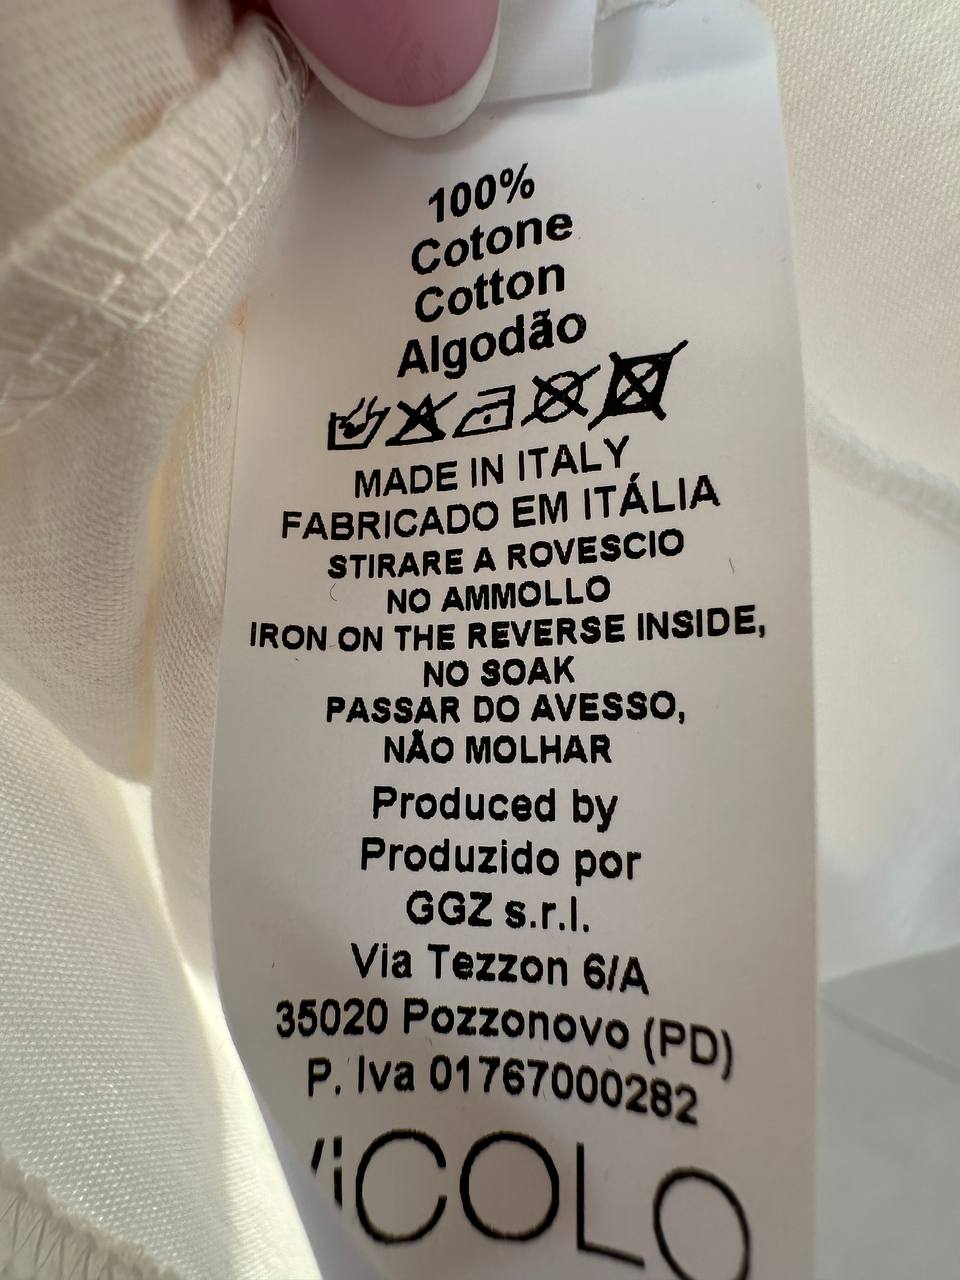 100%
Cotone
Cotton
Algodão
MADE IN ITALY
FABRICADO EM ITÁLIA
STIRARE A ROVESCIO
NO AMMOLLO
IRON ON THE REVERSE INSIDE,
NO SOAK
PASSAR DO AVESSO,
NÃO MOLHAR
Produced by
Produzido por
GGZ s.r.l.
Via Tezzon 6/A
35020 Pozzonovo (PD)
P. Iva 01767000282
ViCOLO